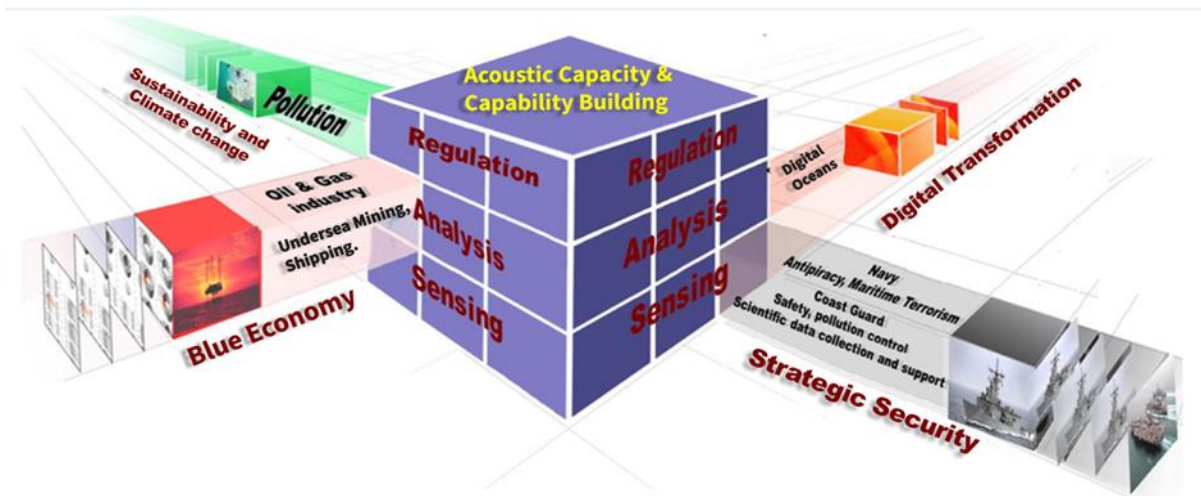 Acoustic Capacity &
Capability Building
Sustainability and
Climate change
Pollution
Oil & Gas
industry
Undersea Mining,
Shipping.
Blue Economy
Regulation
Analysis
Sensing
Regulation
Analysis
Sensing
Digital
Oceans
Digital Transformation
Navy
Antipiracy, Maritime Terrorism
Coast Guard
Safety, pollution control
Scientific data collection and support
Strategic Security